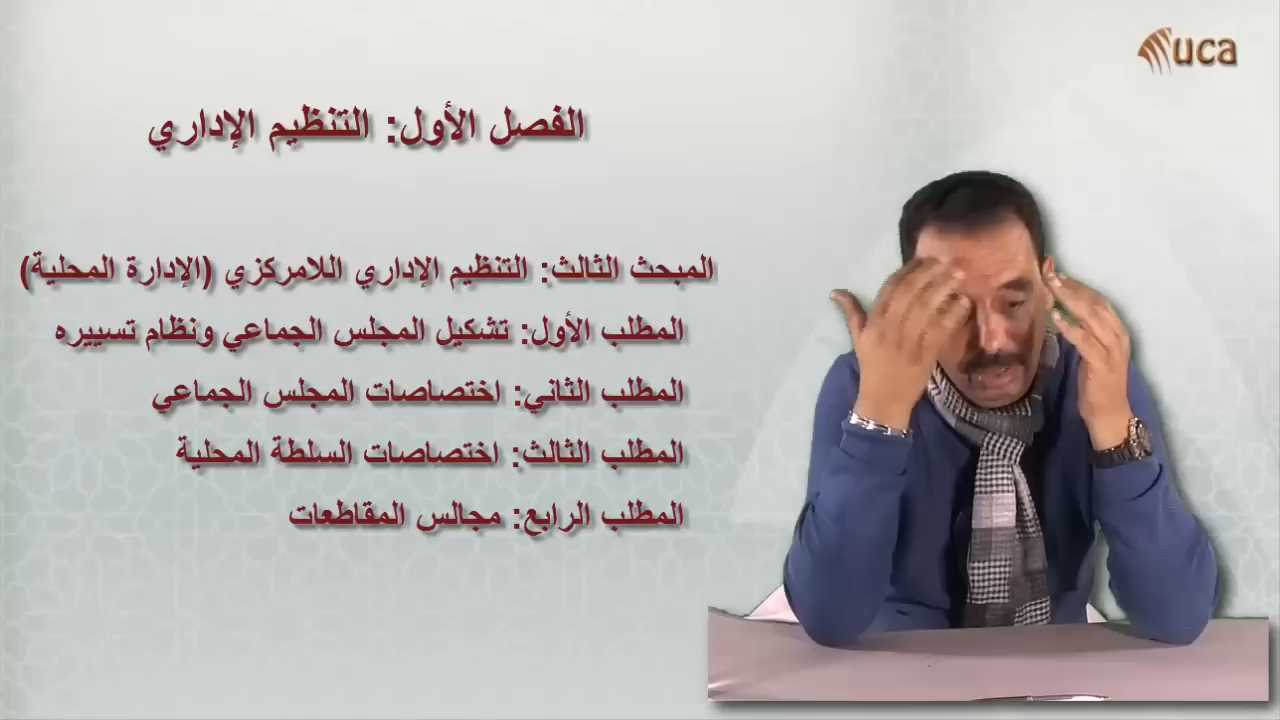 uca
الفصل الأول: التنظيم الإداري
المبحث الثالث: التنظيم الإداري اللامركزي (الإدارة المحلية)
المطلب الأول: تشكيل المجلس الجماعي ونظام تسييره
المطلب الثاني: اختصاصات المجلس الجماعي
المطلب الثالث: اختصاصات السلطة المحلية
المطلب الرابع: مجالس المقاطعات